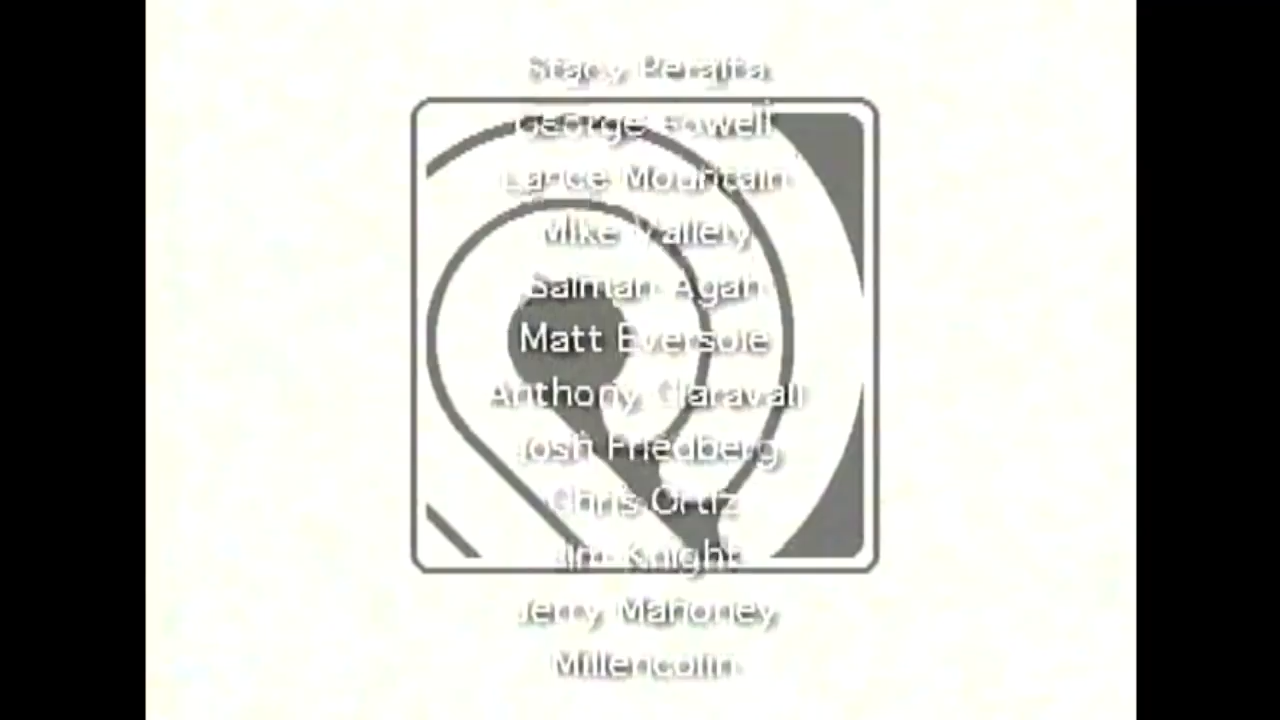 Stacy Peralta
George Powell
Lance Mountain
Mike Vallely
Salman Agah
Matt Eversole
Anthony Claravall
Josh Friedberg
Chris Ortiz
Jim Knight
Jerry Mahoney
Millencolin